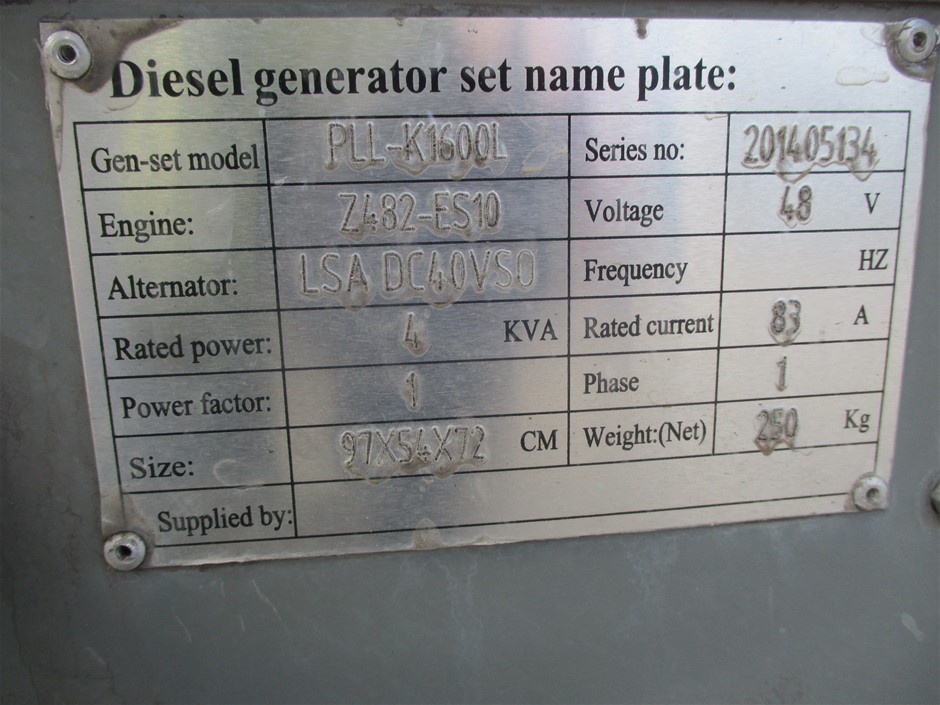 Diesel generator set name plate:
Gen-set model PLL-K1600L Series no: 201405134
Engine: Z482-ES10 Voltage 48 V
Alternator: LSA DC40VSO Frequency HZ
Rated power: 4 KVA Rated current 83 A
Power factor: 1 Phase 1
Size: 97X54X72 CM Weight:(Net) 250 Kg
Supplied by: